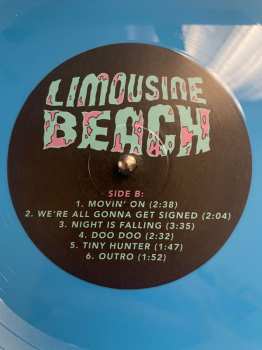 LIMOUSINE
BEACH
SIDE B:
1. MOVIN' ON (2:38)
2. WE'RE ALL GONNA GET SIGNED (2:04)
3. NIGHT IS FALLING (3:35)
4. DOO DOO (2:32)
5. TINY HUNTER (1:47)
6. OUTRO (1:52)